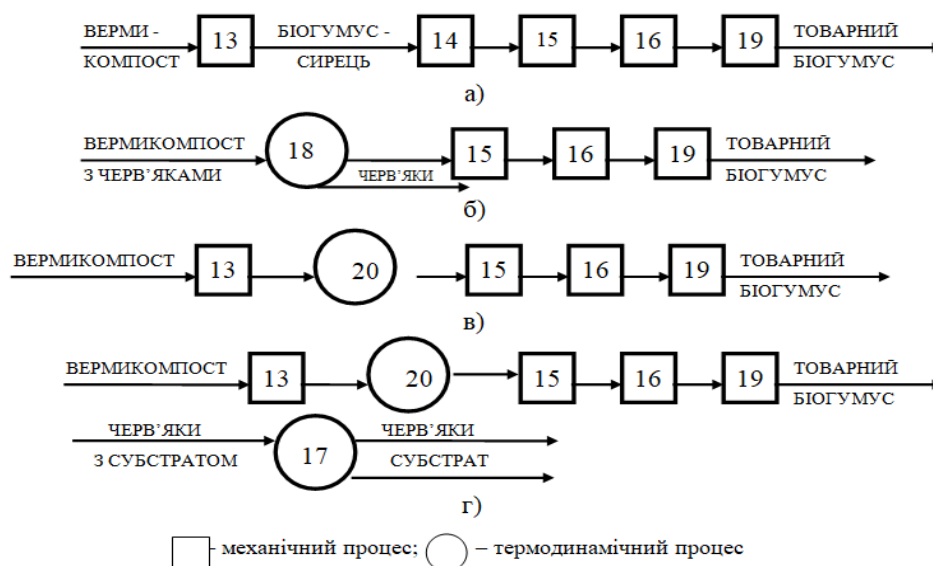 ВЕРМИ - 13 БІОГУМУС - 14 15 16 19 ТОВАРНИЙ
КОМПОСТ СИРЕЦЬ БІОГУМУС
а)
ВЕРМИКОМПОСТ 18 15 16 19 ТОВАРНИЙ
З ЧЕРВ’ЯКАМИ ЧЕРВ’ЯКИ БІОГУМУС
б)
ВЕРМИКОМПОСТ 13 20 15 16 19 ТОВАРНИЙ
БІОГУМУС
в)
ВЕРМИКОМПОСТ 13 20 15 16 19 ТОВАРНИЙ
БІОГУМУС
ЧЕРВ’ЯКИ 17 ЧЕРВ’ЯКИ
З СУБСТРАТОМ СУБСТРАТ
г)
- механічний процес; – термодинамічний процес